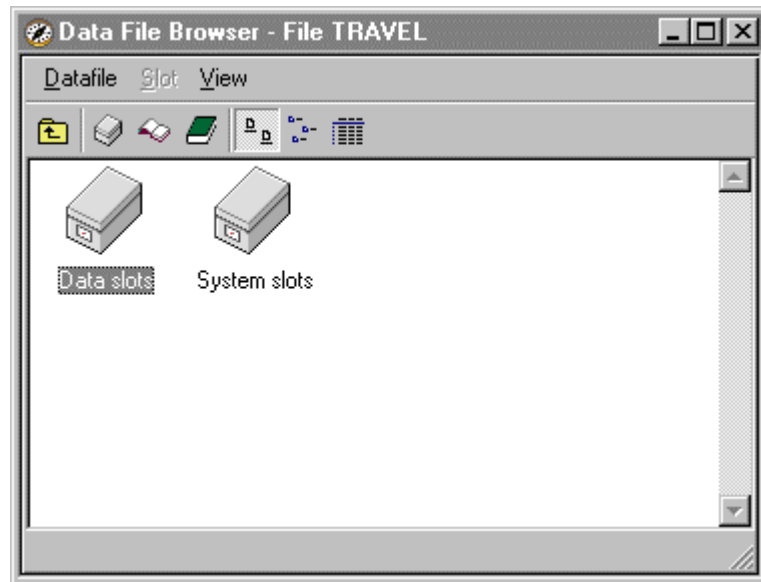 Data File Browser - File TRAVEL
Datafile Slot View
Data slots System slots